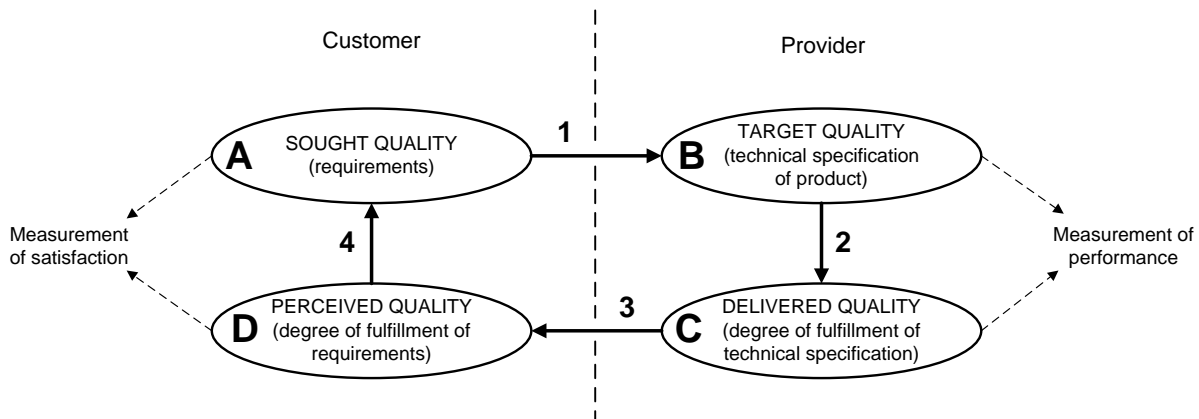 Customer
Provider
A
SOUGHT QUALITY
(requirements)
1
B
TARGET QUALITY
(technical specification
of product)
Measurement
of satisfaction
4
2
Measurement of
performance
D
PERCEIVED QUALITY
(degree of fulfillment of
requirements)
3
C
DELIVERED QUALITY
(degree of fulfillment of
technical specification)